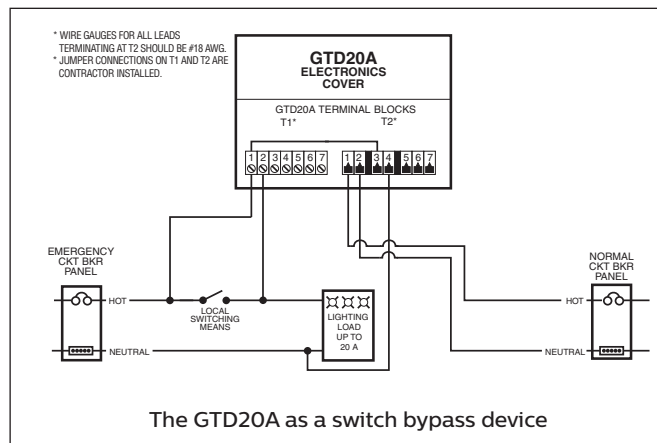 * WIRE GAUGES FOR ALL LEADS
TERMINATING AT T2 SHOULD BE #18 AWG.
* JUMPER CONNECTIONS ON T1 AND T2 ARE
CONTRACTOR INSTALLED.
GTD20A
ELECTRONICS
COVER
GTD20A TERMINAL BLOCKS
T1* T2*
1 2 3 4 5 6 7 1 2 3 4 5 6 7
EMERGENCY
CKT BKR
PANEL
HOT
LOCAL
SWITCHING
MEANS
NEUTRAL
LIGHTING
LOAD
UP TO
20 A
NORMAL
CKT BKR
PANEL
HOT
NEUTRAL
The GTD20A as a switch bypass device